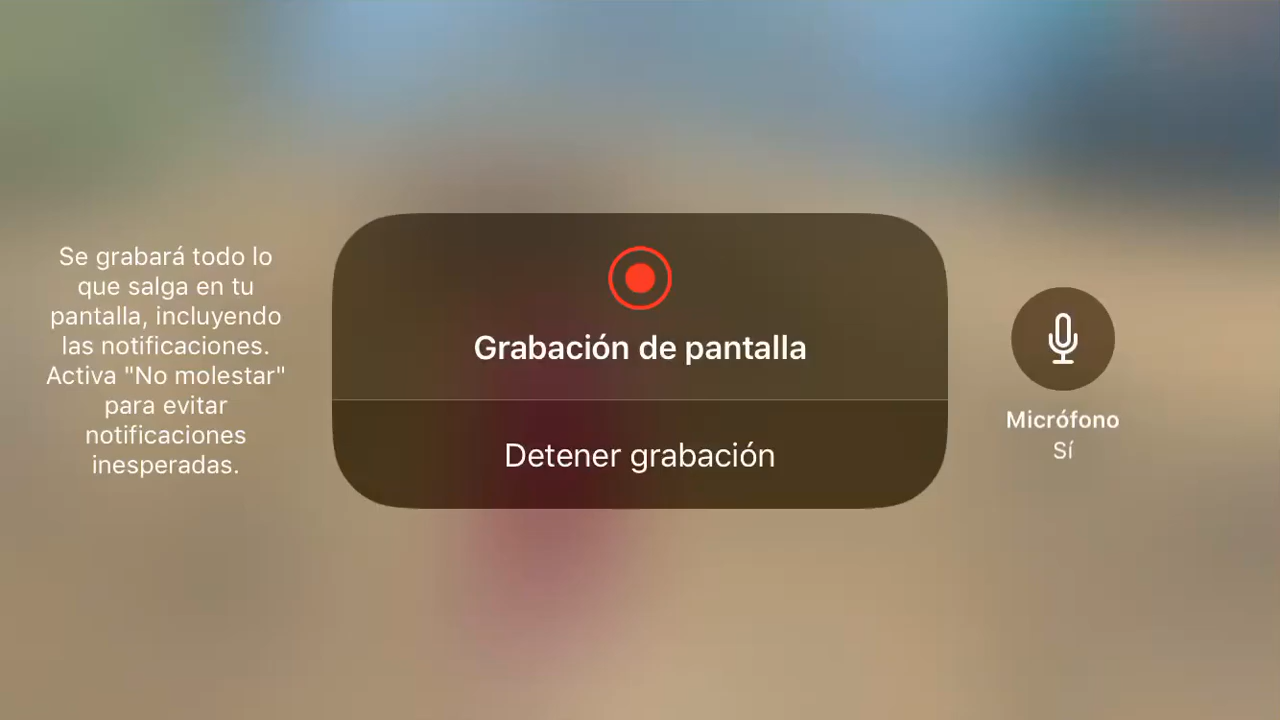 Se grabará todo lo
que salga en tu
pantalla, incluyendo
las notificaciones.
Activa "No molestar"
para evitar
notificaciones
inesperadas.
Grabación de pantalla
Detener grabación
Micrófono
Sí